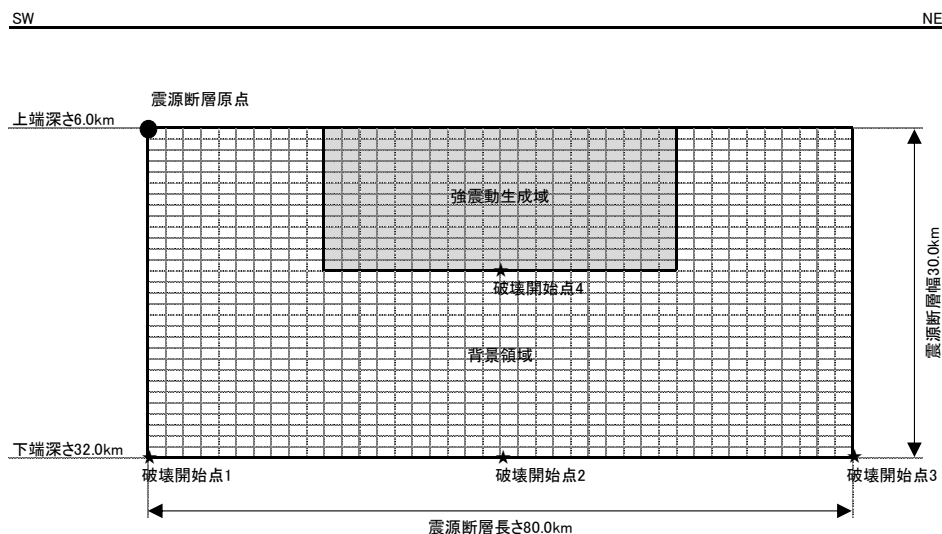 SW
NE
震源断層原点
上端深さ6.0km
強震動生成域
破壊開始点4
震源断層幅30.0km
背景領域
下端深さ32.0km
破壊開始点1
破壊開始点2
破壊開始点3
震源断層長さ80.0km